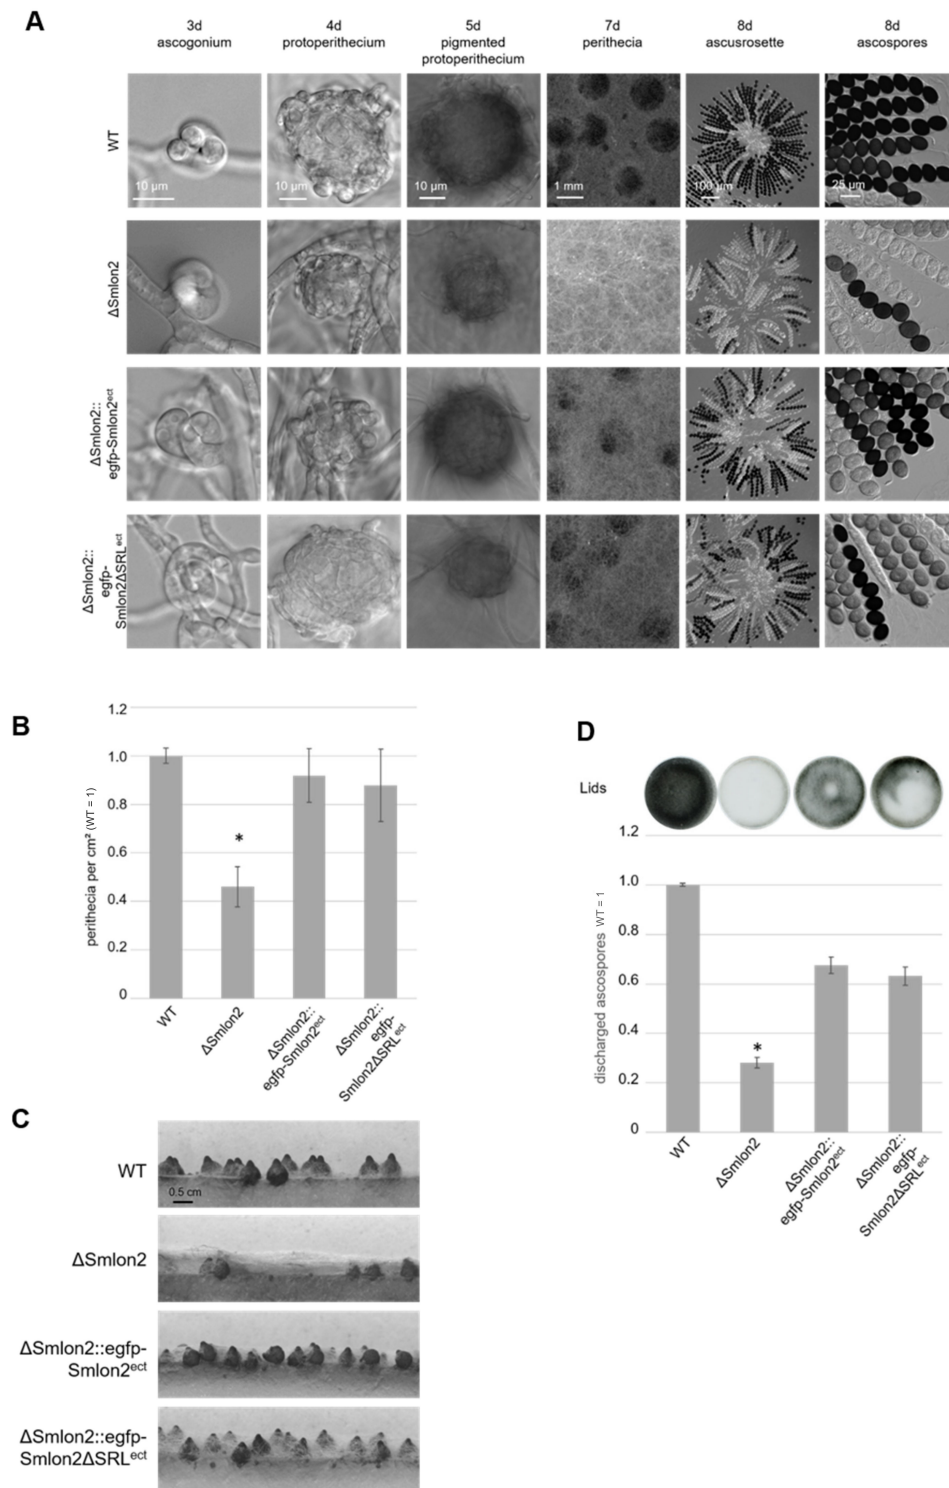 A
3d
ascogonium
4d
protoperithecium
5d
pigmented
protoperithecium
7d
perithecia
8d
ascusrosette
8d
ascospores
WT
10 µm
10 µm
10 µm
1 mm
100 µm
25 µm
ΔSmlon2
ΔSmlon2::
egfp-Smlon2ect
ΔSmlon2::
egfp-
Smlon2ΔSRLect
B
perithecia per cm² (WT = 1)
1.2
1.0
0.8
0.6
0.4
0.2
0
*
WT
ΔSmlon2
ΔSmlon2::
egfp-Smlon2ect
ΔSmlon2::
egfp-
Smlon2ΔSRLect
C
WT
0.5 cm
ΔSmlon2
ΔSmlon2::egfp-
Smlon2ect
ΔSmlon2::egfp-
Smlon2ΔSRLect
D
Lids
discharged ascospores WT = 1
1.2
1.0
0.8
0.6
0.4
0.2
0
*
WT
ΔSmlon2
ΔSmlon2::
egfp-Smlon2ect
ΔSmlon2::
egfp-
Smlon2ΔSRLect